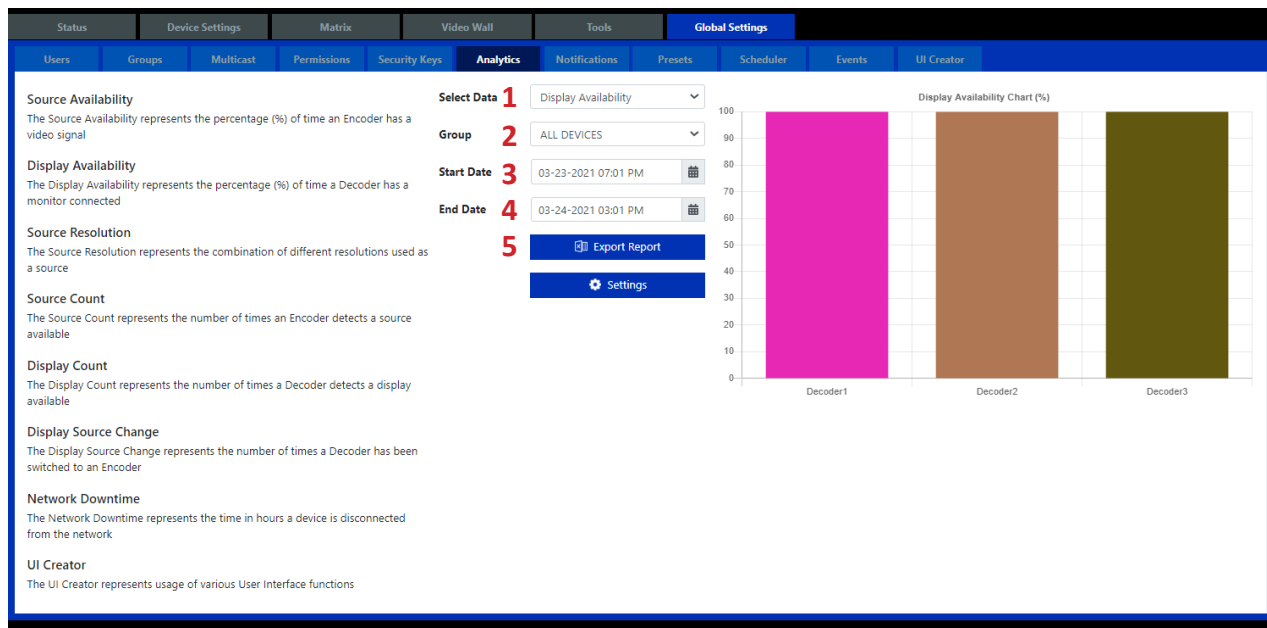 Status Device Settings Matrix Video Wall Tools Global Settings
Users Groups Multicast Permissions Security Keys Analytics Notifications Presets Scheduler Events UI Creator
Source Availability
The Source Availability represents the percentage (%) of time an Encoder has a
video signal
Display Availability
The Display Availability represents the percentage (%) of time a Decoder has a
monitor connected
Source Resolution
The Source Resolution represents the combination of different resolutions used as
a source
Source Count
The Source Count represents the number of times an Encoder detects a source
available
Display Count
The Display Count represents the number of times a Decoder detects a display
available
Display Source Change
The Display Source Change represents the number of times a Decoder has been
switched to an Encoder
Network Downtime
The Network Downtime represents the time in hours a device is disconnected
from the network
UI Creator
The UI Creator represents usage of various User Interface functions
Select Data 1 Display Availability
Group 2 ALL DEVICES
Start Date 3 03-23-2021 07:01 PM
End Date 4 03-24-2021 03:01 PM
5 Export Report
Settings
Display Availability Chart (%)
100
90
80
70
60
50
40
30
20
10
0
Decoder1 Decoder2 Decoder3